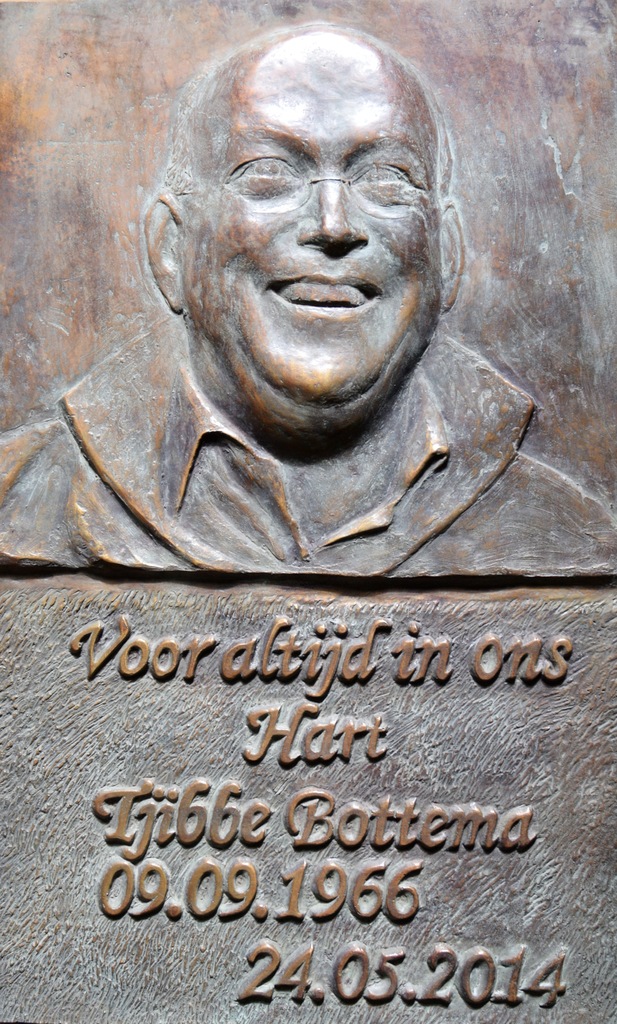 Voor altijd in ons
Hart
Tjibbe Bottema
09.09.1966
24.05.2014